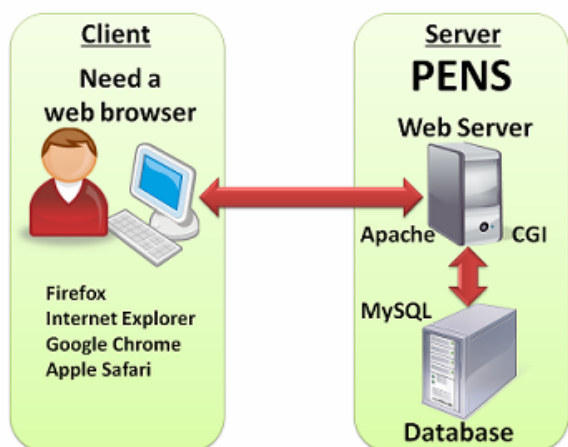 Client
Need a
web browser
Firefox
Internet Explorer
Google Chrome
Apple Safari
Server
PENS
Web Server
Apache
CGI
MySQL
Database